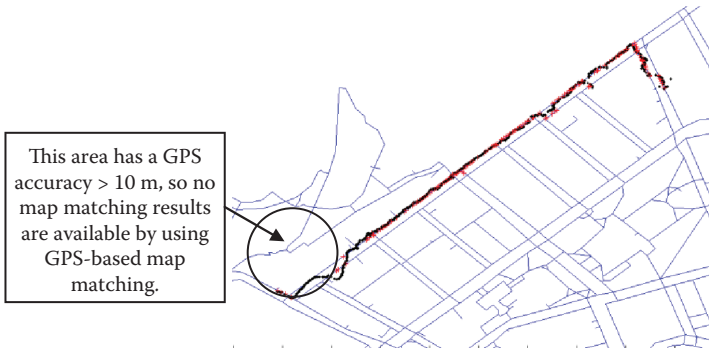 This area has a GPS
accuracy > 10 m, so no
map matching results
are available by using
GPS-based map
matching.